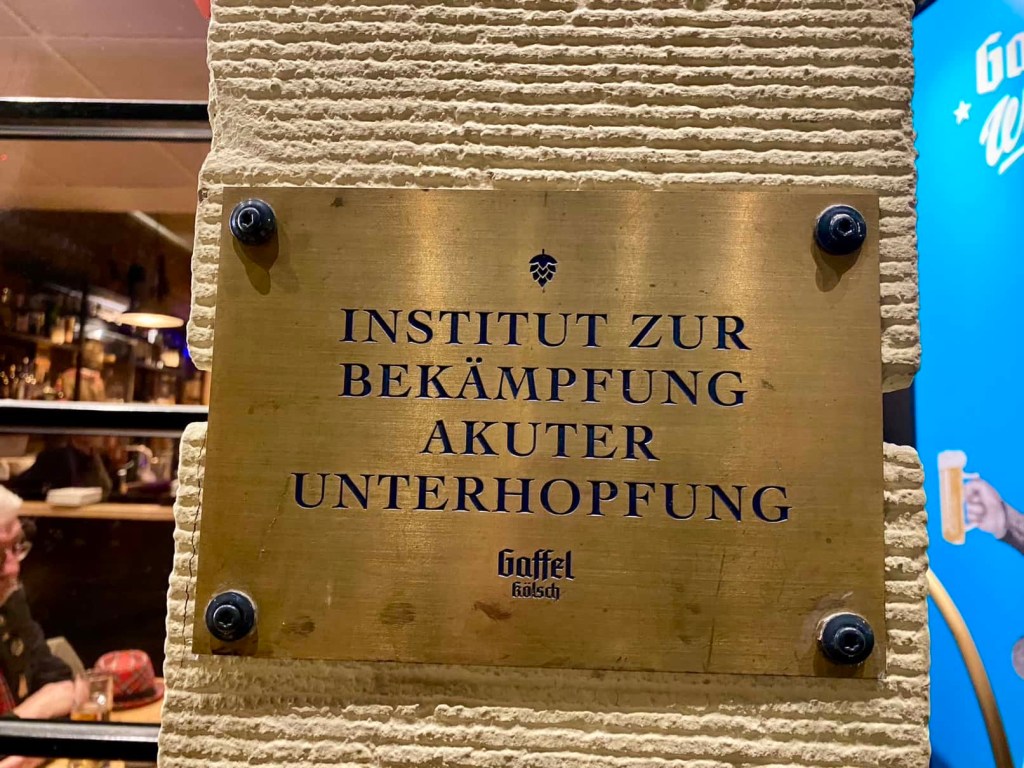 INSTITUT ZUR
BEKÄMPFUNG
AKUTER
UNTERHOPFUNG
Gaffel
Kölsch